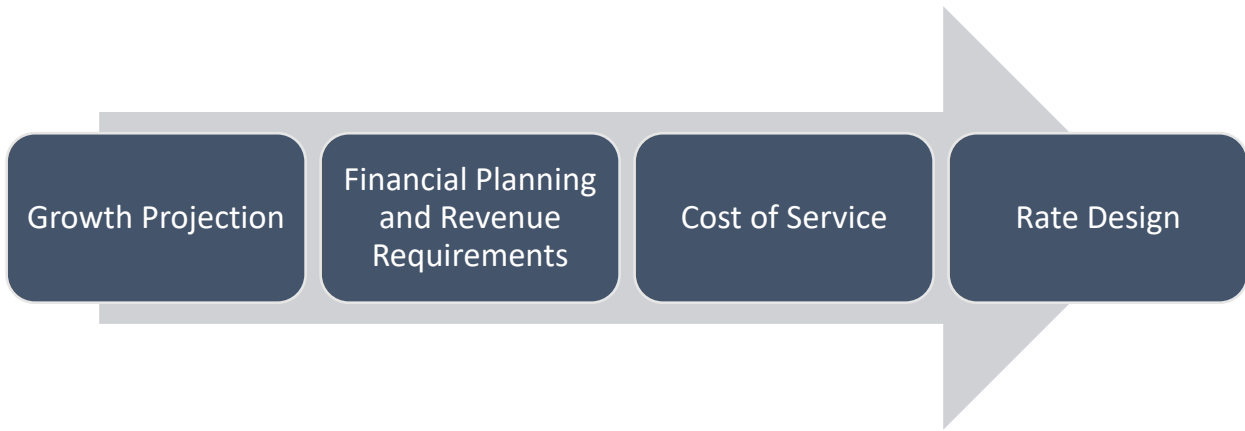 Growth Projection
Financial Planning
and Revenue
Requirements
Cost of Service
Rate Design